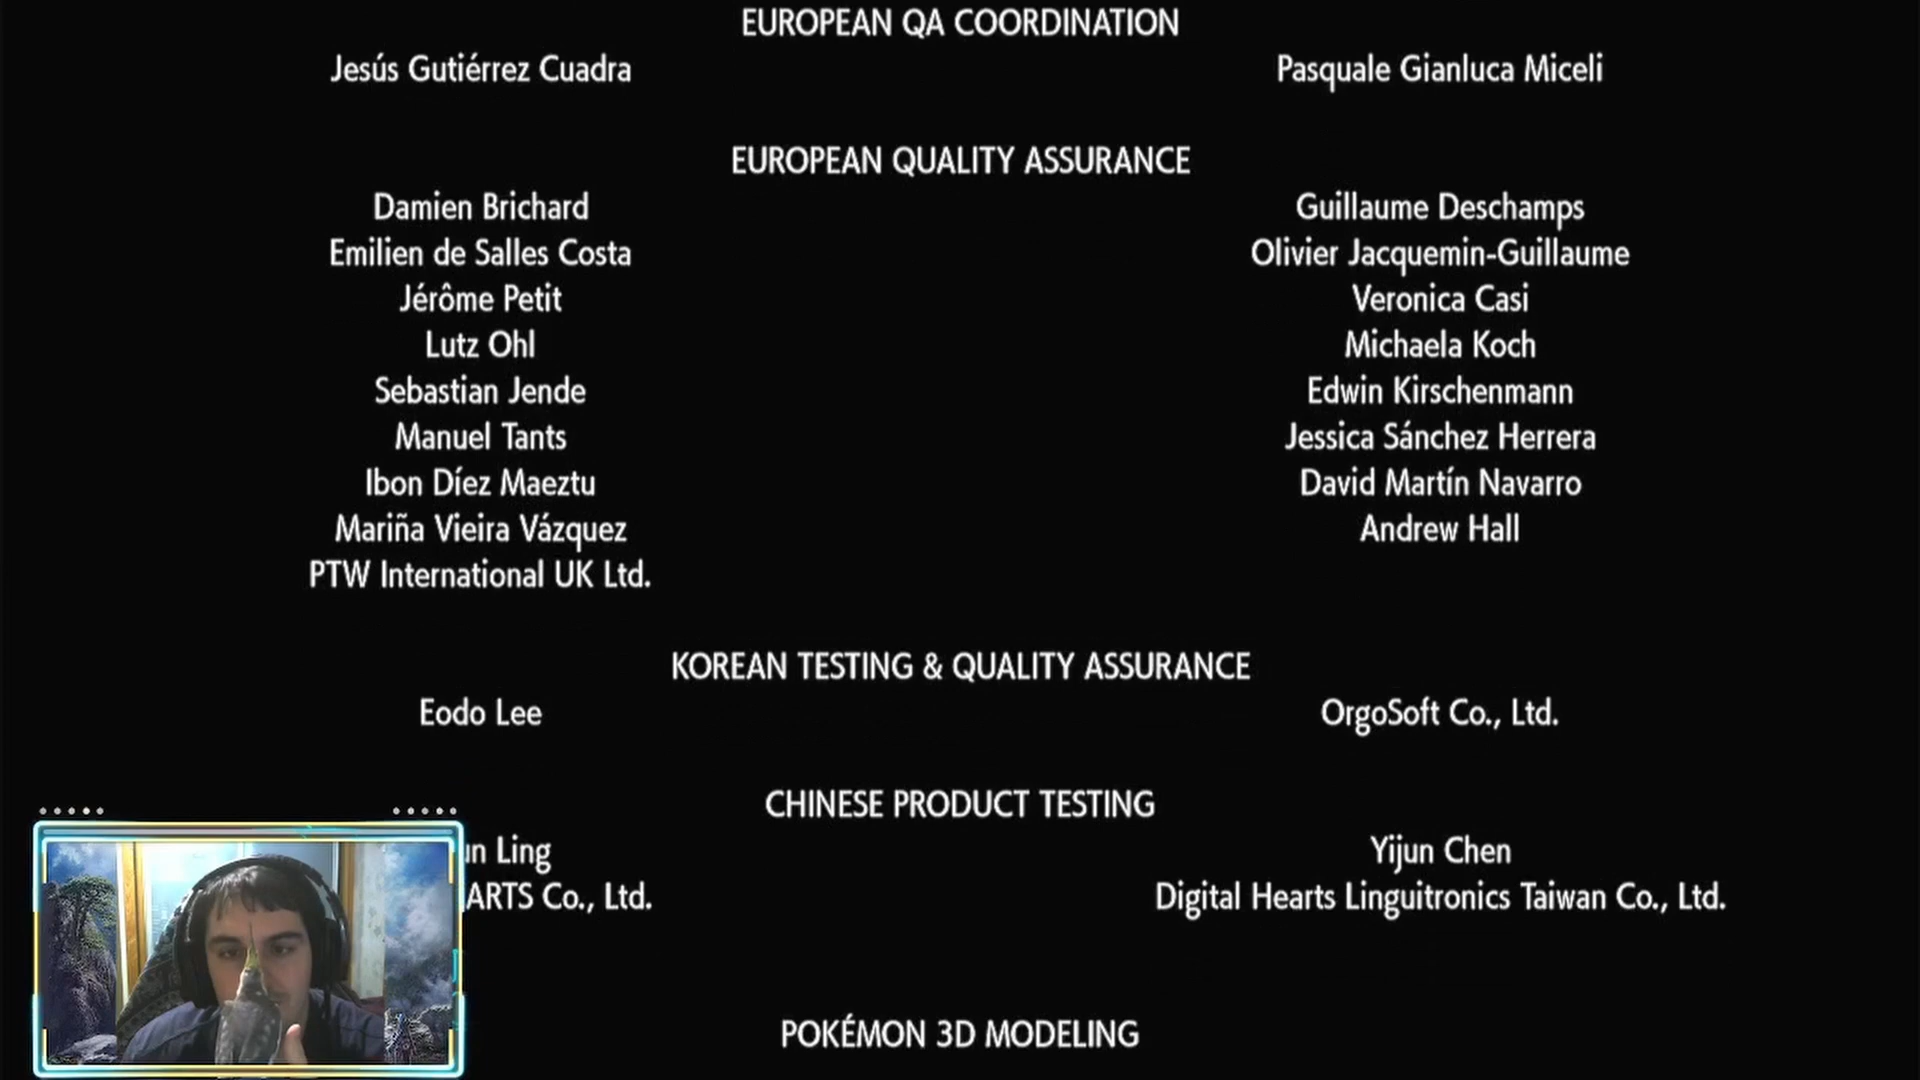 EUROPEAN QA COORDINATION
Jesús Gutiérrez Cuadra Pasquale Gianluca Miceli
EUROPEAN QUALITY ASSURANCE
Damien Brichard Guillaume Deschamps
Emilien de Salles Costa Olivier Jacquemin-Guillaume
Jérôme Petit Veronica Casi
Lutz Ohl Michaela Koch
Sebastian Jende Edwin Kirschenmann
Manuel Tants Jessica Sánchez Herrera
Ibon Díez Maeztu David Martín Navarro
Mariña Vieira Vázquez Andrew Hall
PTW International UK Ltd.
KOREAN TESTING & QUALITY ASSURANCE
Eodo Lee OrgoSoft Co., Ltd.
CHINESE PRODUCT TESTING
Ling Yijun Chen
Co., Ltd. Digital Hearts Linguitronics Taiwan Co., Ltd.
POKÉMON 3D MODELING